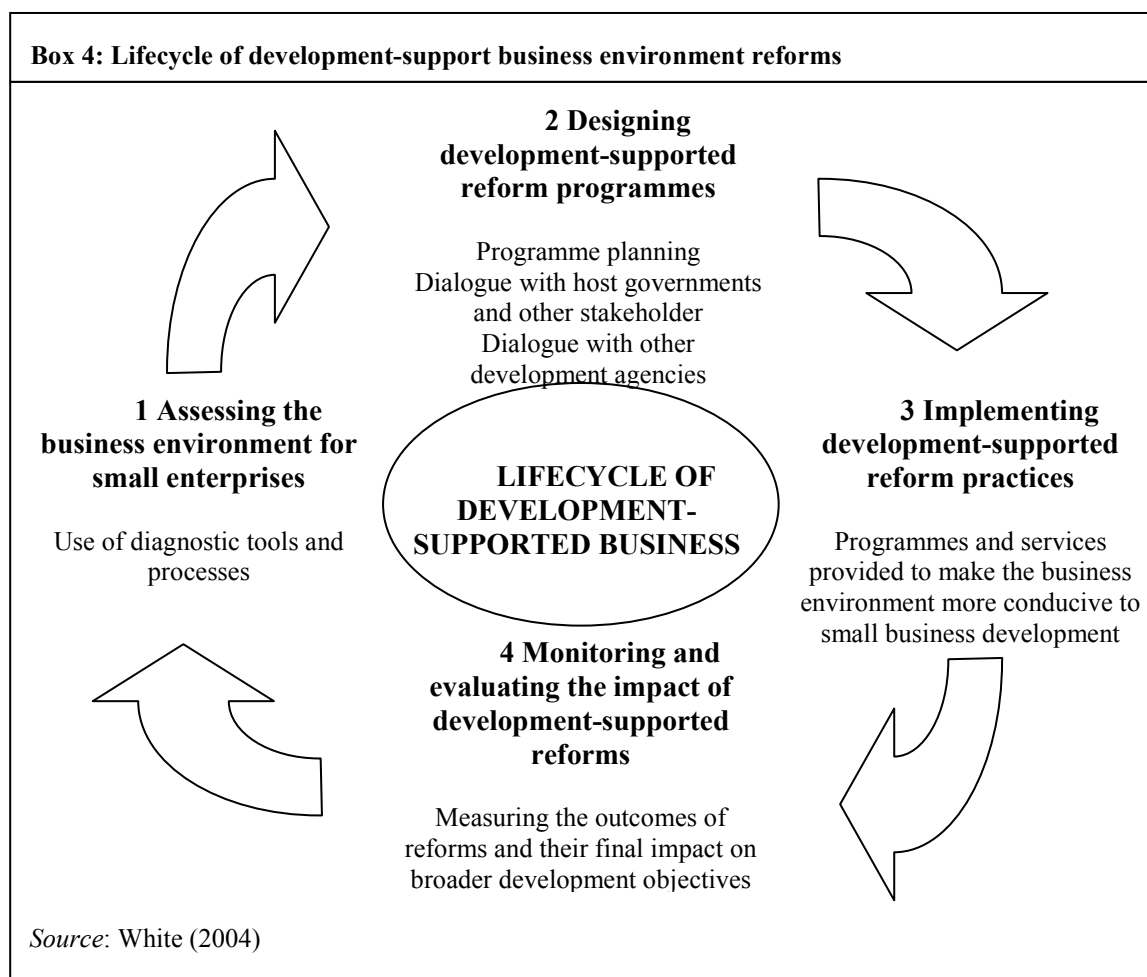 Box 4: Lifecycle of development-support business environment reforms
2 Designing
development-supported
reform programmes
Programme planning
Dialogue with host governments
and other stakeholder
Dialogue with other
development agencies
1 Assessing the
business environment for
small enterprises
Use of diagnostic tools and
processes
LIFECYCLE OF
DEVELOPMENT-
SUPPORTED BUSINESS
3 Implementing
development-supported
reform practices
Programmes and services
provided to make the business
environment more conducive to
small business development
4 Monitoring and
evaluating the impact of
development-supported
reforms
Measuring the outcomes of
reforms and their final impact on
broader development objectives
Source: White (2004)